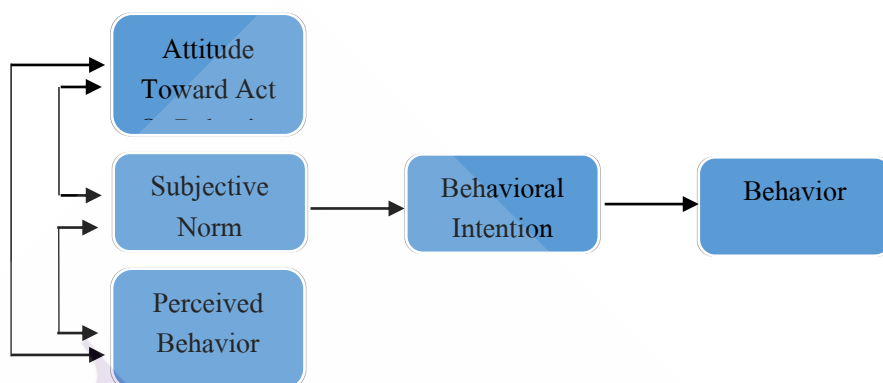 Attitude
Toward Act
Subjective
Norm
Behavioral
Intention
Behavior
Perceived
Behavior